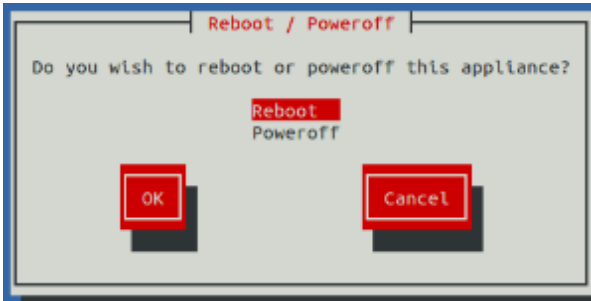 Reboot / Poweroff
Do you wish to reboot or poweroff this appliance?
Reboot
Poweroff
OK
Cancel